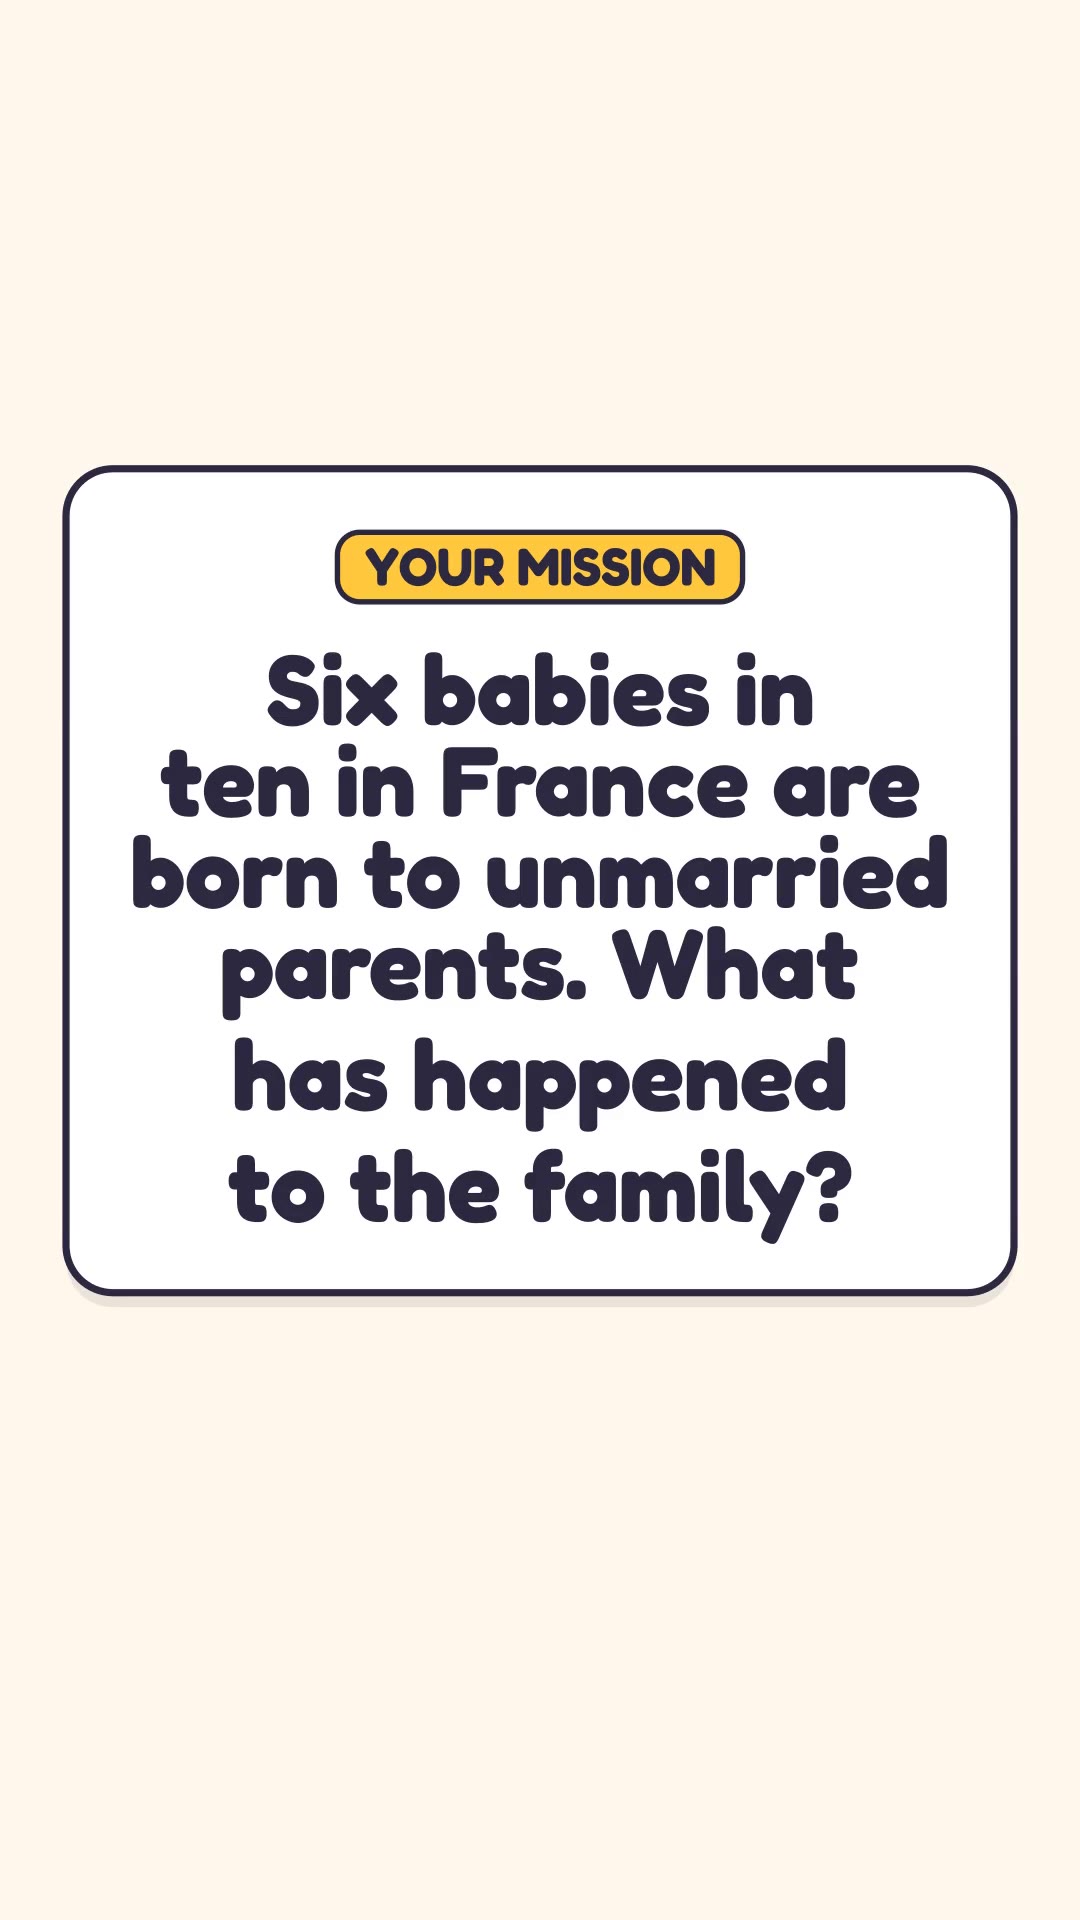 YOUR MISSION
Six babies in
ten in France are
born to unmarried
parents. What
has happened
to the family?